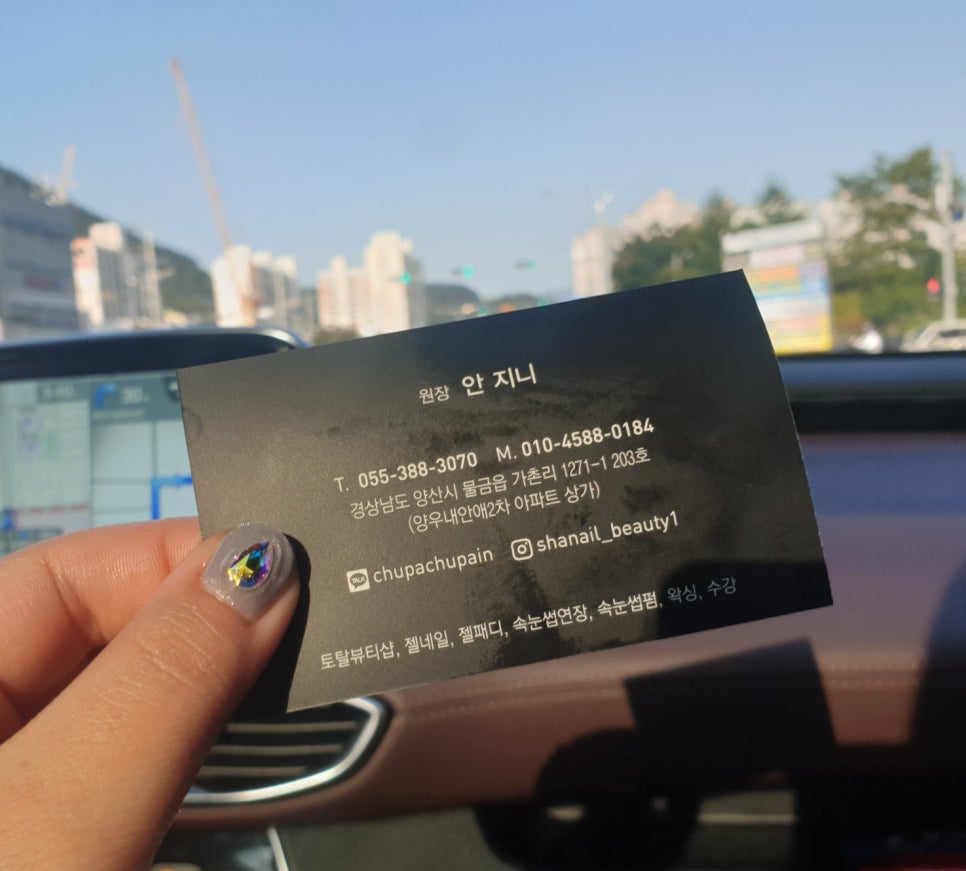 원장 안 지니
T. 055-388-3070 M. 010-4588-0184
경상남도 양산시 물금읍 가촌리 1271-1 203호
(양우내안애2차 아파트 상가)
TALK chupachupain shanail_beauty1
토탈뷰티샵, 젤네일, 젤패디, 속눈썹연장, 속눈썹펌, 왁싱, 수강